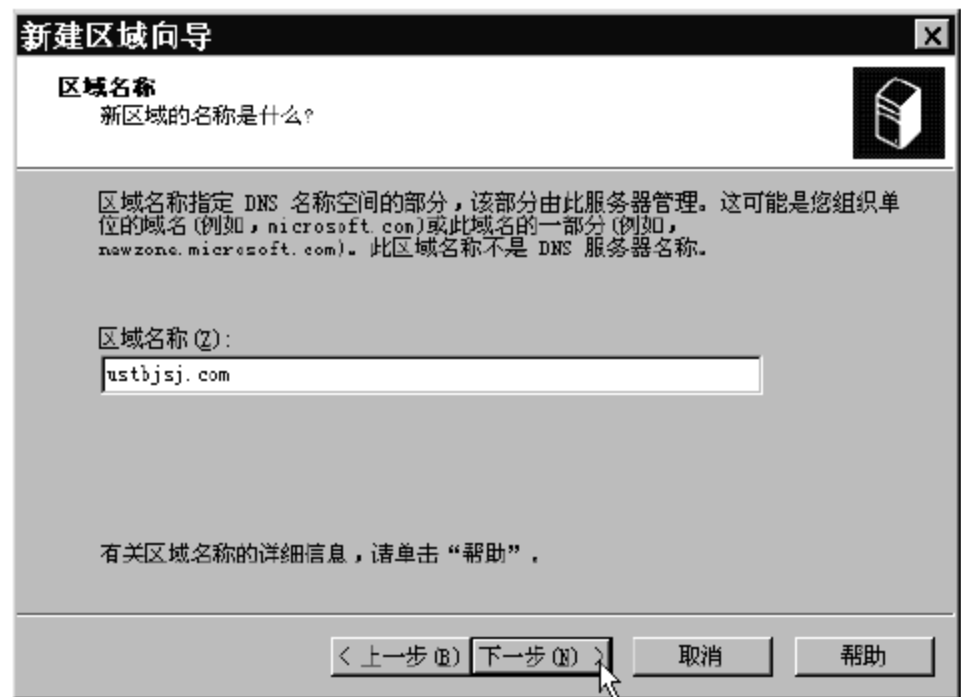 新建区域向导
区域名称
新区域的名称是什么?
区域名称指定 DNS 名称空间的部分，该部分由此服务器管理。这可能是您组织单
位的域名(例如，microsoft.com)或此域名的一部分(例如，
newzone.microsoft.com)。此区域名称不是 DNS 服务器名称。
区域名称(Z):
ustbjsj.com
有关区域名称的详细信息，请单击“帮助”.
< 上一步(B) 下一步(N) > 取消 帮助